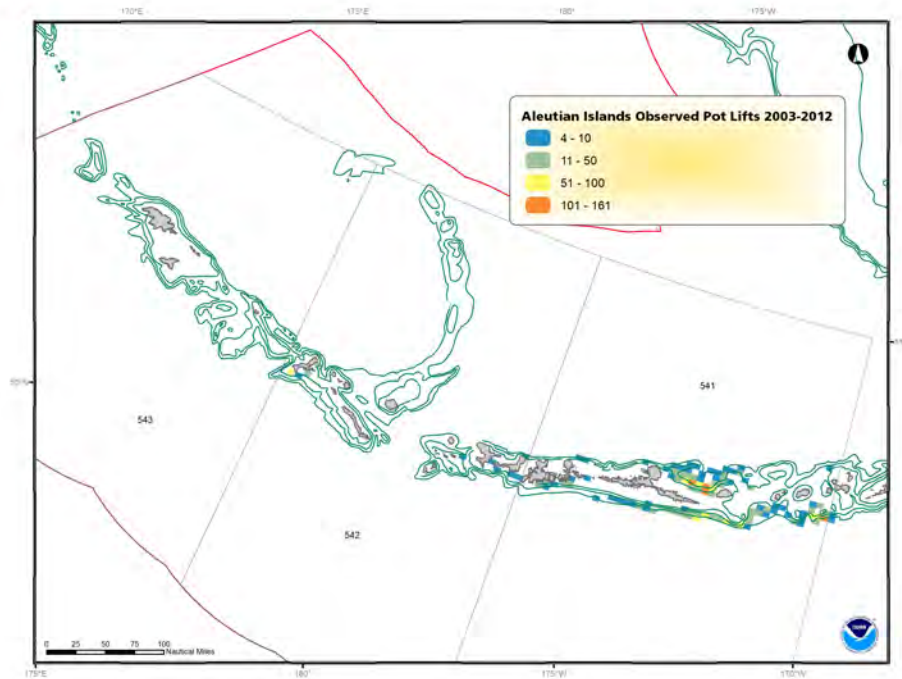 170°E 175°E 180° 175°W
Aleutian Islands Observed Pot Lifts 2003-2012
4 - 10
11 - 50
51 - 100
101 - 161
541
543
542
0 25 50 75 100
Nautical Miles
175°E 180° 175°W 170°W